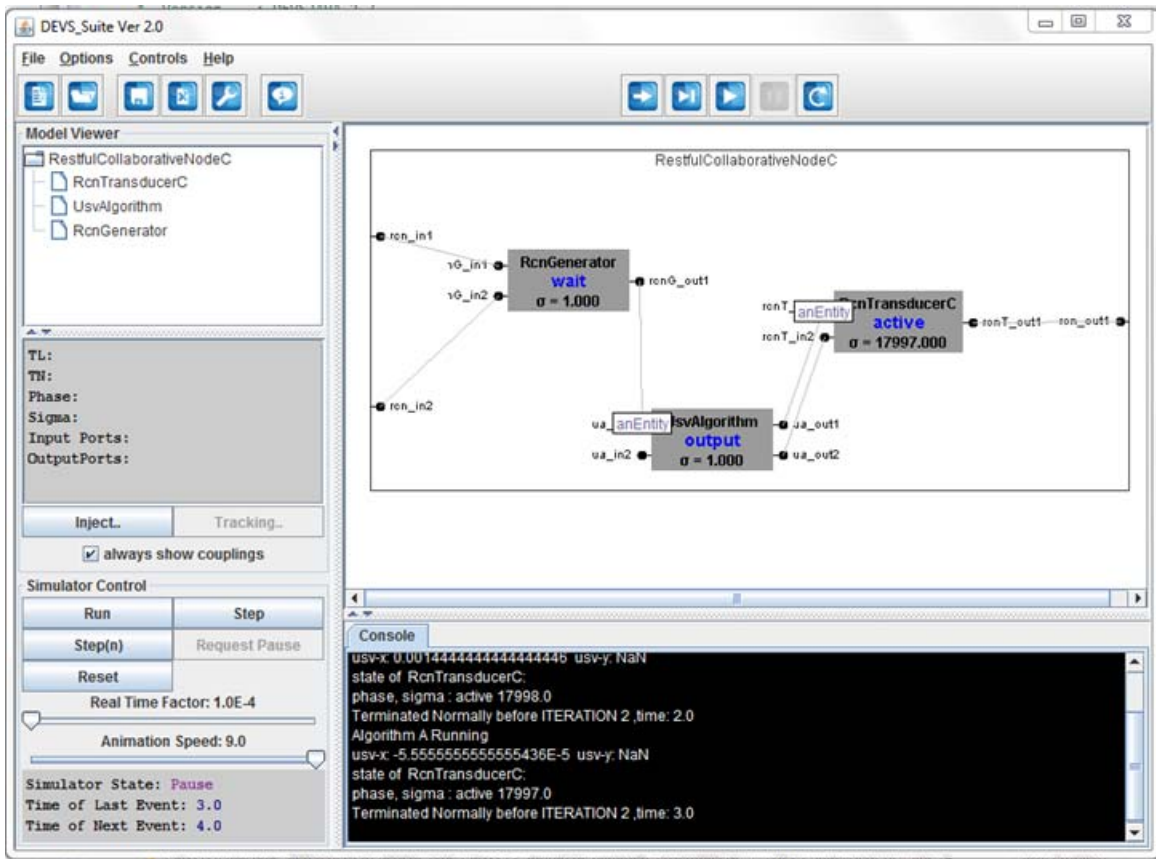 DEVS_Suite Ver 2.0
File Options Controls Help
Model Viewer
RestfulCollaborativeNodeC
RcnTransducerC
UsvAlgorithm
RcnGenerator
TL:
TN:
Phase:
Sigma:
Input Ports:
OutputPorts:
Inject..
Tracking..
always show couplings
Simulator Control
Run
Step
Step(n)
Request Pause
Reset
Real Time Factor: 1.0E-4
Animation Speed: 9.0
Simulator State: Pause
Time of Last Event: 3.0
Time of Next Event: 4.0
RestfulCollaborativeNodeC
rcn_in1
G_in1
RcnGenerator
wait
σ = 1.000
G_in2
rcnG_out1
rcn_in2
rcnT_
anEntity
RcnTransducerC
active
σ = 17997.000
rcnT_in2
rcnT_out1
rcn_out1
ua_
anEntity
UsvAlgorithm
output
σ = 1.000
ua_in2
ua_out1
ua_out2
Console
usv-x: 0.0014444444444444446 usv-y: NaN
state of RcnTransducerC:
phase, sigma : active 17998.0
Terminated Normally before ITERATION 2 ,time: 2.0
Algorithm A Running
usv-x: -5.5555555555555436E-5 usv-y: NaN
state of RcnTransducerC:
phase, sigma : active 17997.0
Terminated Normally before ITERATION 2 ,time: 3.0